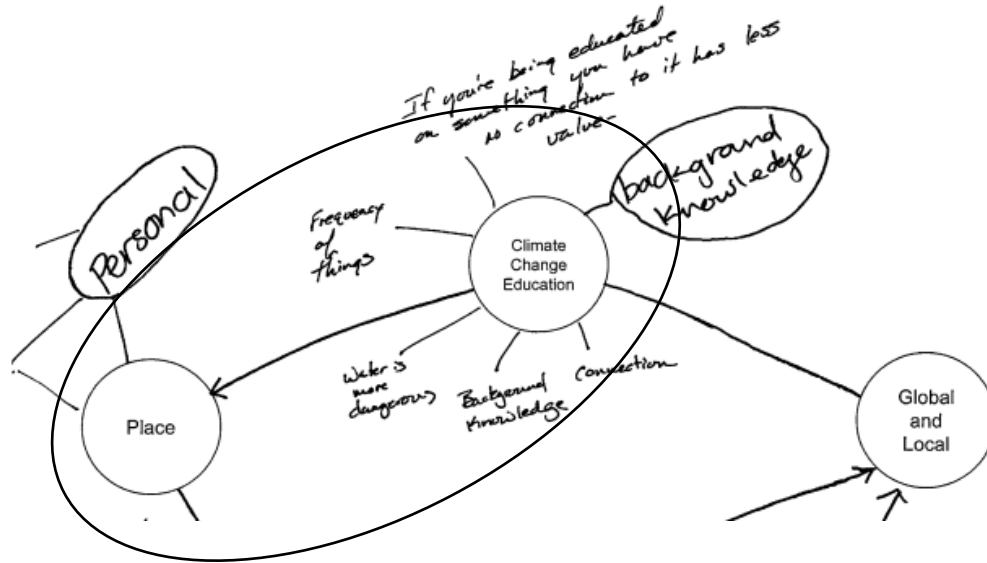 If you're being educated
on something you have
no connection to it has less
value.
Personal
background
knowledge
Frequency
of
things
Climate
Change
Education
Water is
more
dangerous
Background
Knowledge
Connection
Place
Global
and
Local